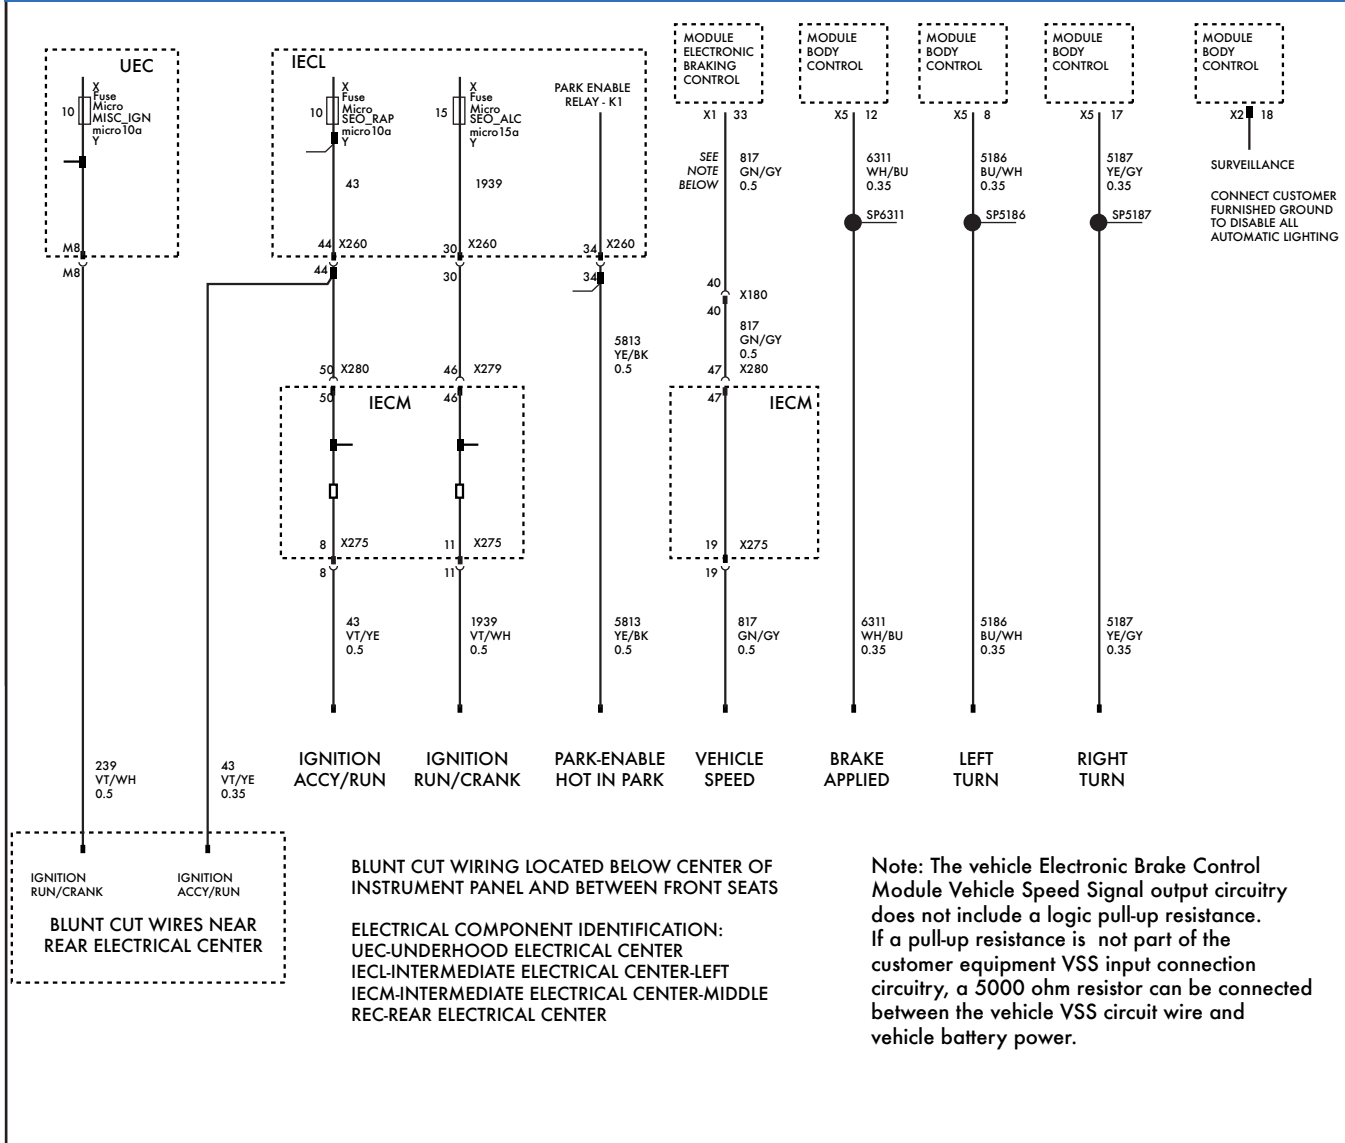 UEC
X
Fuse
Micro
MISC_IGN
micro10a
Y
10
M8
M8
IECL
X
Fuse
Micro
SEO_RAP
micro10a
Y
10
43
44 X260
44
X
Fuse
Micro
SEO_ALC
micro15a
Y
15
1939
30 X260
30
PARK ENABLE
RELAY - K1
34 X260
34
MODULE
ELECTRONIC
BRAKING
CONTROL
X1 33
SEE
NOTE
BELOW
817
GN/GY
0.5
40
X180
40
817
GN/GY
0.5
47 X280
47
IECM
19 X275
19
MODULE
BODY
CONTROL
X5 12
6311
WH/BU
0.35
SP6311
MODULE
BODY
CONTROL
X5 8
5186
BU/WH
0.35
SP5186
MODULE
BODY
CONTROL
X5 17
5187
YE/GY
0.35
SP5187
MODULE
BODY
CONTROL
X2 18
SURVEILLANCE
CONNECT CUSTOMER
FURNISHED GROUND
TO DISABLE ALL
AUTOMATIC LIGHTING
5813
YE/BK
0.5
50 X280
50
46 X279
46
IECM
8 X275
8
11 X275
11
43
VT/YE
0.5
1939
VT/WH
0.5
5813
YE/BK
0.5
817
GN/GY
0.5
6311
WH/BU
0.35
5186
BU/WH
0.35
5187
YE/GY
0.35
IGNITION
ACCY/RUN
IGNITION
RUN/CRANK
PARK-ENABLE
HOT IN PARK
VEHICLE
SPEED
BRAKE
APPLIED
LEFT
TURN
RIGHT
TURN
239
VT/WH
0.5
43
VT/YE
0.35
IGNITION
RUN/CRANK
IGNITION
ACCY/RUN
BLUNT CUT WIRES NEAR
REAR ELECTRICAL CENTER
BLUNT CUT WIRING LOCATED BELOW CENTER OF
INSTRUMENT PANEL AND BETWEEN FRONT SEATS
ELECTRICAL COMPONENT IDENTIFICATION:
UEC-UNDERHOOD ELECTRICAL CENTER
IECL-INTERMEDIATE ELECTRICAL CENTER-LEFT
IECM-INTERMEDIATE ELECTRICAL CENTER-MIDDLE
REC-REAR ELECTRICAL CENTER
Note: The vehicle Electronic Brake Control
Module Vehicle Speed Signal output circuitry
does not include a logic pull-up resistance.
If a pull-up resistance is not part of the
customer equipment VSS input connection
circuitry, a 5000 ohm resistor can be connected
between the vehicle VSS circuit wire and
vehicle battery power.